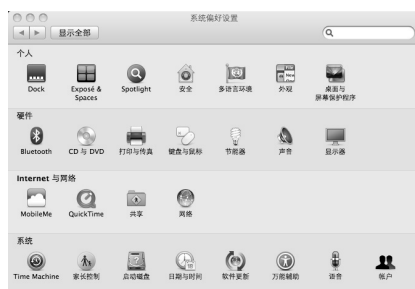 系统偏好设置
显示全部
个人
Dock
Exposé &
Spaces
Spotlight
安全
多语言环境
外观
桌面与
屏幕保护程序
硬件
Bluetooth
CD 与 DVD
打印与传真
键盘与鼠标
节能器
声音
显示器
Internet 与网络
MobileMe
QuickTime
共享
网络
系统
Time Machine
家长控制
启动磁盘
日期与时间
软件更新
万能辅助
语音
帐户